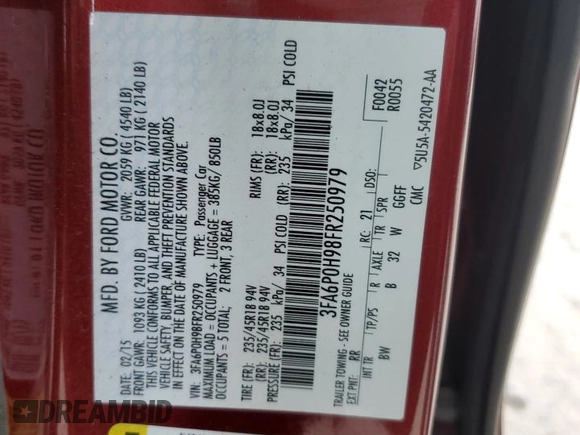 MFD. BY FORD MOTOR CO.
DATE: 02/15 GVWR: 2059 KG ( 4540 LB)
FRONT GAWR: 1093 KG ( 2410 LB) REAR GAWR: 971 KG ( 2140 LB)
THIS VEHICLE CONFORMS TO ALL APPLICABLE FEDERAL MOTOR
VEHICLE SAFETY, BUMPER, AND THEFT PREVENTION STANDARDS
IN EFFECT ON THE DATE OF MANUFACTURE SHOWN ABOVE.
VIN: 3FA6P0H98FR250979 TYPE: Passenger Car
MAXIMUM LOAD = OCCUPANTS + LUGGAGE = 385KG/ 850LB
OCCUPANTS = 5 TOTAL: 2 FRONT, 3 REAR
TIRE (FR): 235/45R18 94V RIMS (FR): 18x8.0J
(RR): 235/45R18 94V (RR): 18x8.0J
PRESSURE (FR): 235 kPa/ 34 PSI COLD (RR): 235 kPa/ 34 PSI COLD
3FA6P0H98FR250979
TRAILER TOWING - SEE OWNER GUIDE
F0042
EXT PNT: RR RC: 21 DSO: R0055
INT TR TP/PS R AXLE TR SPR
BW B 32 W GGFF
CMC ▽5U5A-5420472-AA
DREAMBID